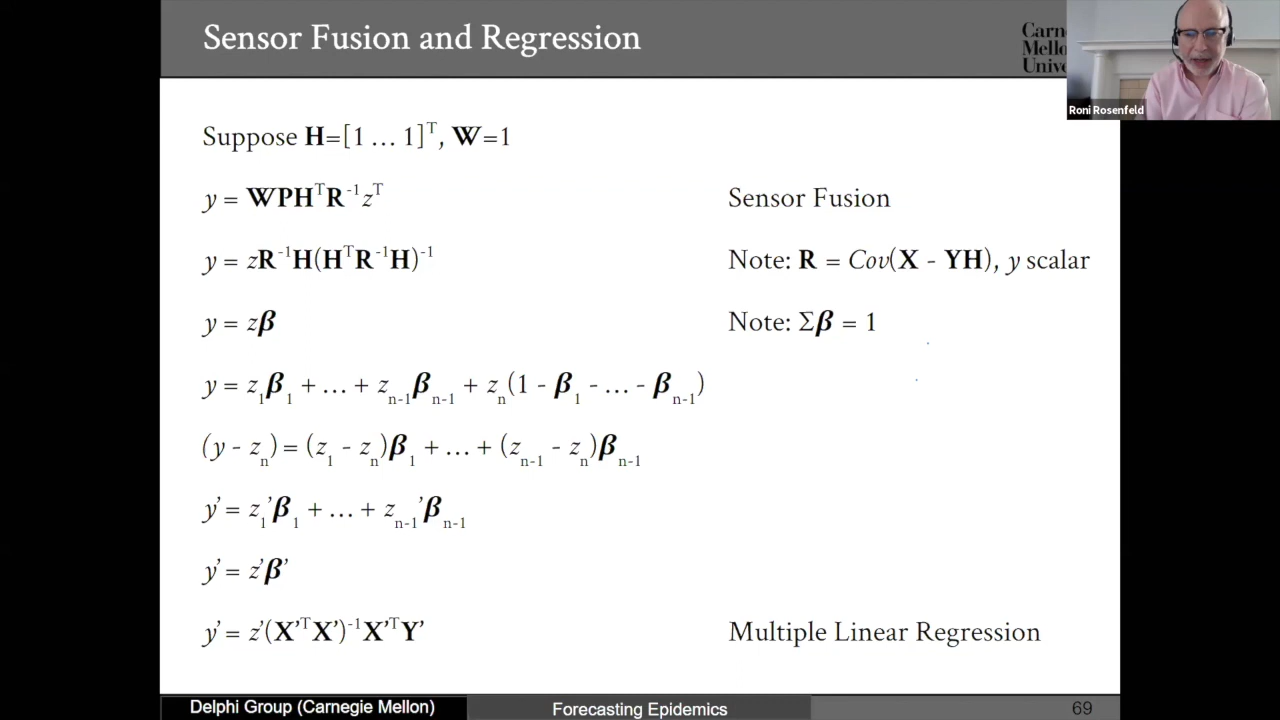 Sensor Fusion and Regression
Roni Rosenfeld
Suppose H=[1 … 1]ᵀ, W=1
y = WPHᵀR⁻¹zᵀ Sensor Fusion
y = zR⁻¹H(HᵀR⁻¹H)⁻¹ Note: R = Cov(X - YH), y scalar
y = zβ Note: Σβ = 1
y = z₁β₁ + … + zₙ₋₁βₙ₋₁ + zₙ(1 - β₁ - … - βₙ₋₁)
(y - zₙ) = (z₁ - zₙ)β₁ + … + (zₙ₋₁ - zₙ)βₙ₋₁
y’ = z₁’β₁ + … + zₙ₋₁’βₙ₋₁
y’ = z’β’
y’ = z’(X’ᵀX’)⁻¹X’ᵀY’ Multiple Linear Regression
Delphi Group (Carnegie Mellon) Forecasting Epidemics 69